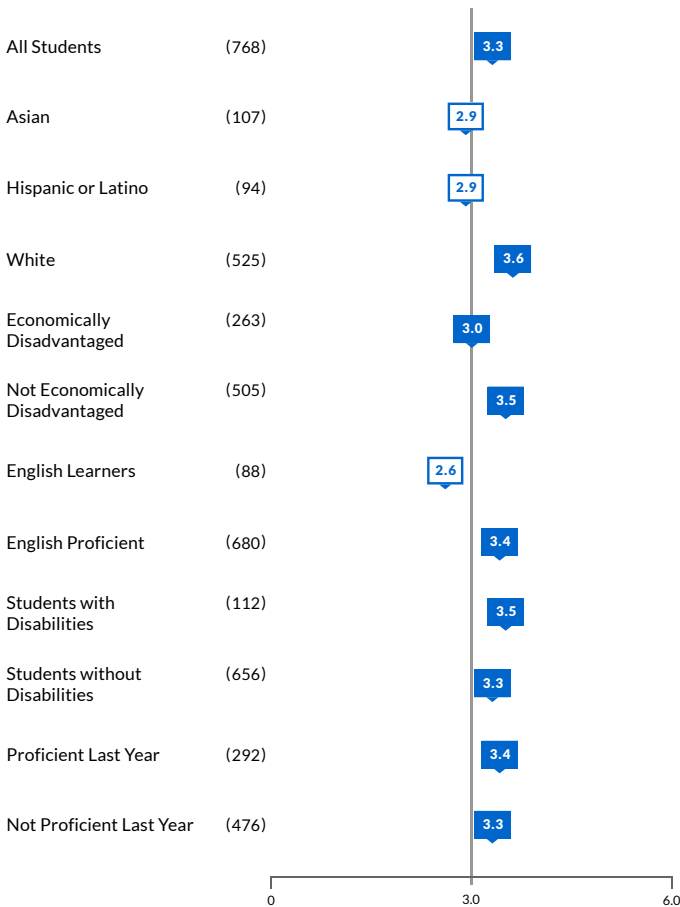 All Students (768) 3.3
Asian (107) 2.9
Hispanic or Latino (94) 2.9
White (525) 3.6
Economically (263)
Disadvantaged 3.0
Not Economically (505)
Disadvantaged 3.5
English Learners (88) 2.6
English Proficient (680) 3.4
Students with (112)
Disabilities 3.5
Students without (656)
Disabilities 3.3
Proficient Last Year (292) 3.4
Not Proficient Last Year (476) 3.3
0 3.0 6.0